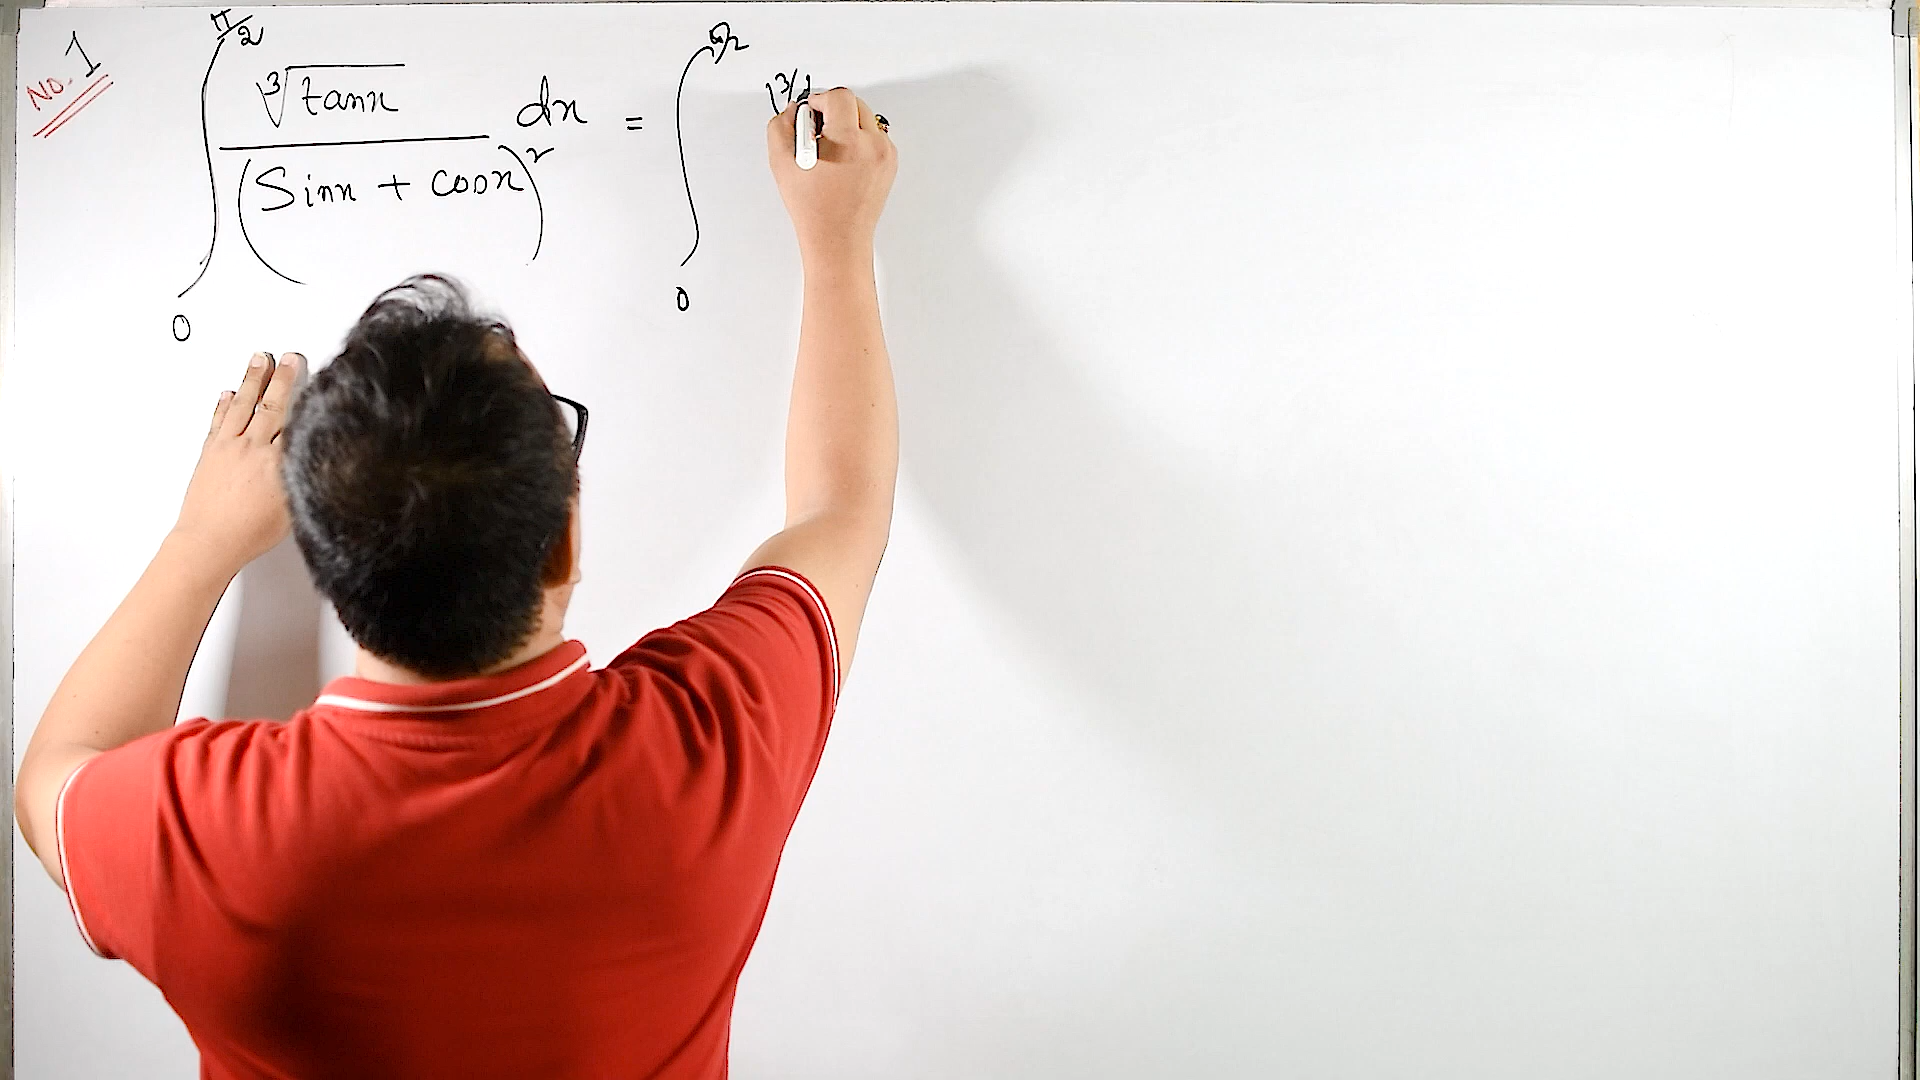 No. 1
∫₀^{π/2} ∛(tanx) / (Sinx + cosx)² dx = ∫₀^{π/2} ∛